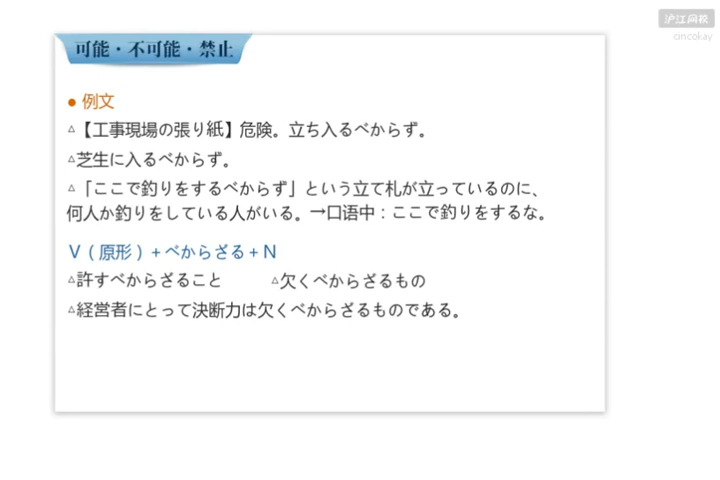 沪江网校
cincokay
可能・不可能・禁止
● 例文
△【工事現場の張り紙】危険。立ち入るべからず。
△芝生に入るべからず。
△「ここで釣りをするべからず」という立て札が立っているのに、
何人か釣りをしている人がいる。→口语中：ここで釣りをするな。
V（原形）＋べからざる＋N
△許すべからざること　　　△欠くべからざるもの
△経営者にとって決断力は欠くべからざるものである。